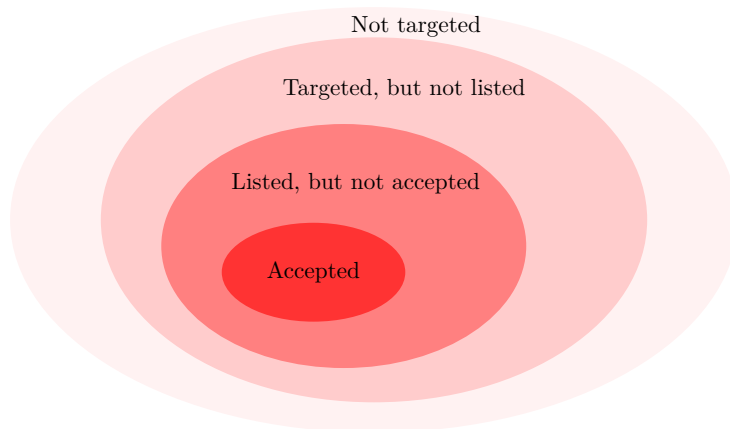 Not targeted
Targeted, but not listed
Listed, but not accepted
Accepted